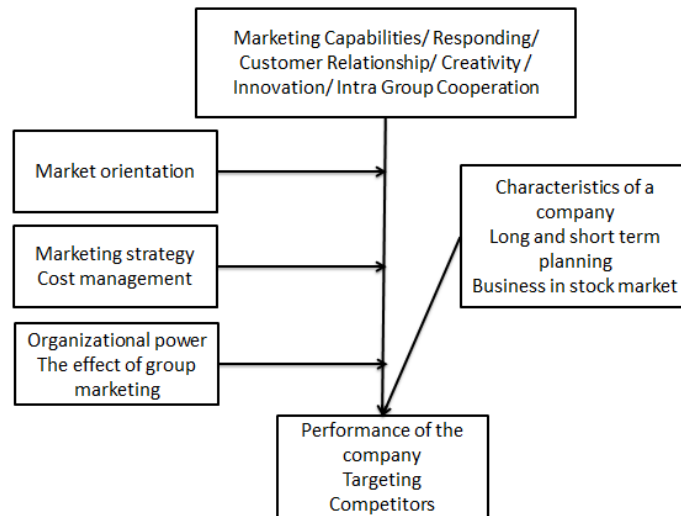 Marketing Capabilities/ Responding/
Customer Relationship/ Creativity/
Innovation/ Intra Group Cooperation
Market orientation
Characteristics of a
company
Long and short term
planning
Business in stock market
Marketing strategy
Cost management
Organizational power
The effect of group
marketing
Performance of the
company
Targeting
Competitors